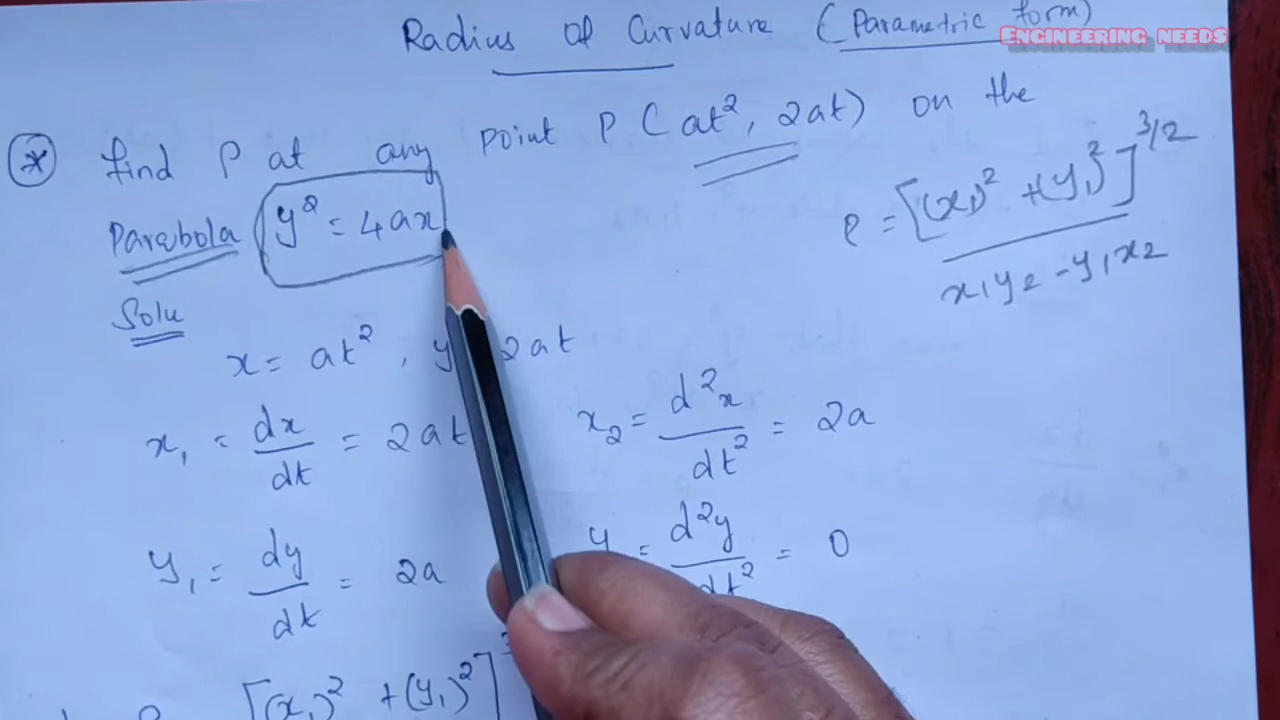 Radius of Curvature (Parametric form)
ENGINEERING NEEDS
* find ρ at any point P (at², 2at) on the
Parabola y² = 4ax
ρ = [(x₁)² + (y₁)²]^3/2 / x₁y₂ - y₁x₂
Solu
x = at², y 2at
x₁ = dx/dt = 2at
x₂ = d²x/dt² = 2a
y₁ = dy/dt = 2a
y = d²y/dt² = 0
[(x₁)² + (y₁)²]